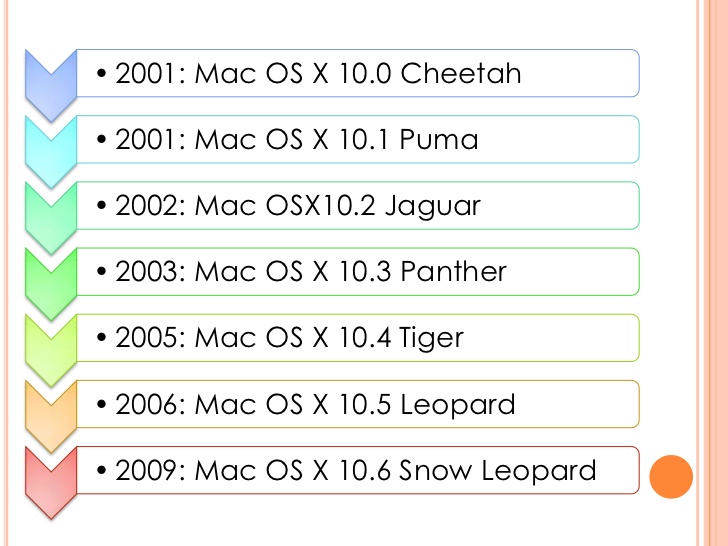 • 2001: Mac OS X 10.0 Cheetah
• 2001: Mac OS X 10.1 Puma
• 2002: Mac OSX10.2 Jaguar
• 2003: Mac OS X 10.3 Panther
• 2005: Mac OS X 10.4 Tiger
• 2006: Mac OS X 10.5 Leopard
• 2009: Mac OS X 10.6 Snow Leopard